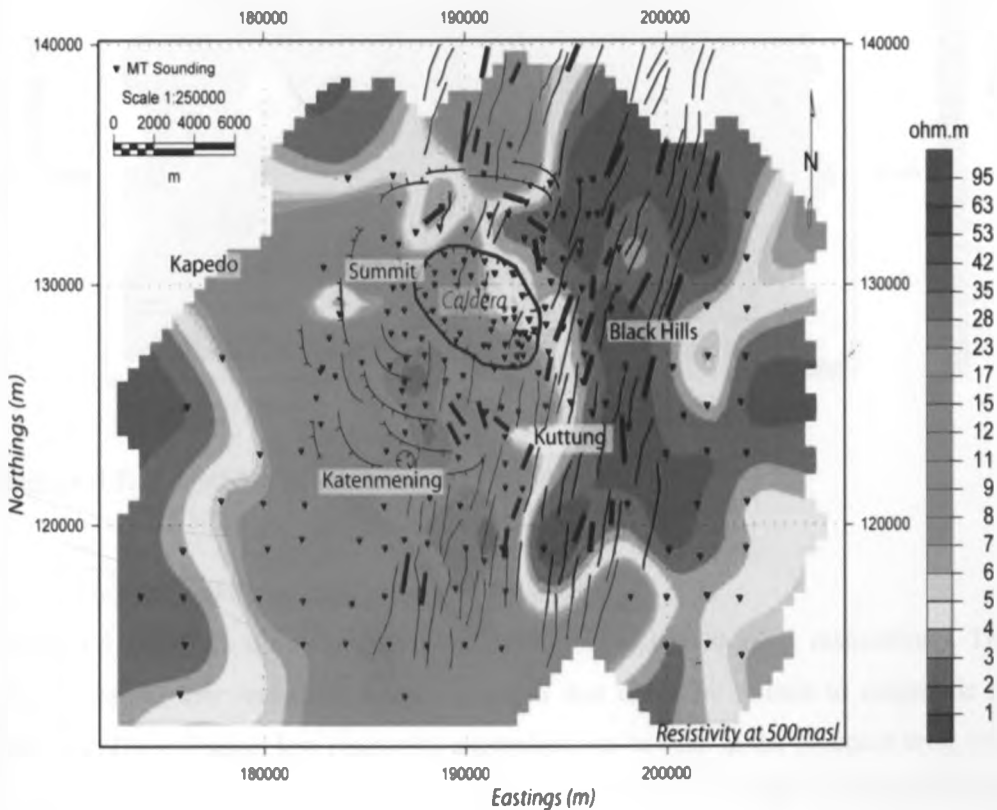 180000 190000 200000
140000 140000
MT Sounding
Scale 1:250000
0 2000 4000 6000
m
N
ohm.m
95
63
53
42
35
28
23
17
15
12
11
9
8
7
6
5
4
3
2
1
Kapedo
Summit
Caldera
130000 130000
Black Hills
Kuttung
Katenmening
120000 120000
Northings (m)
Resistivity at 500masl
180000 190000 200000
Eastings (m)